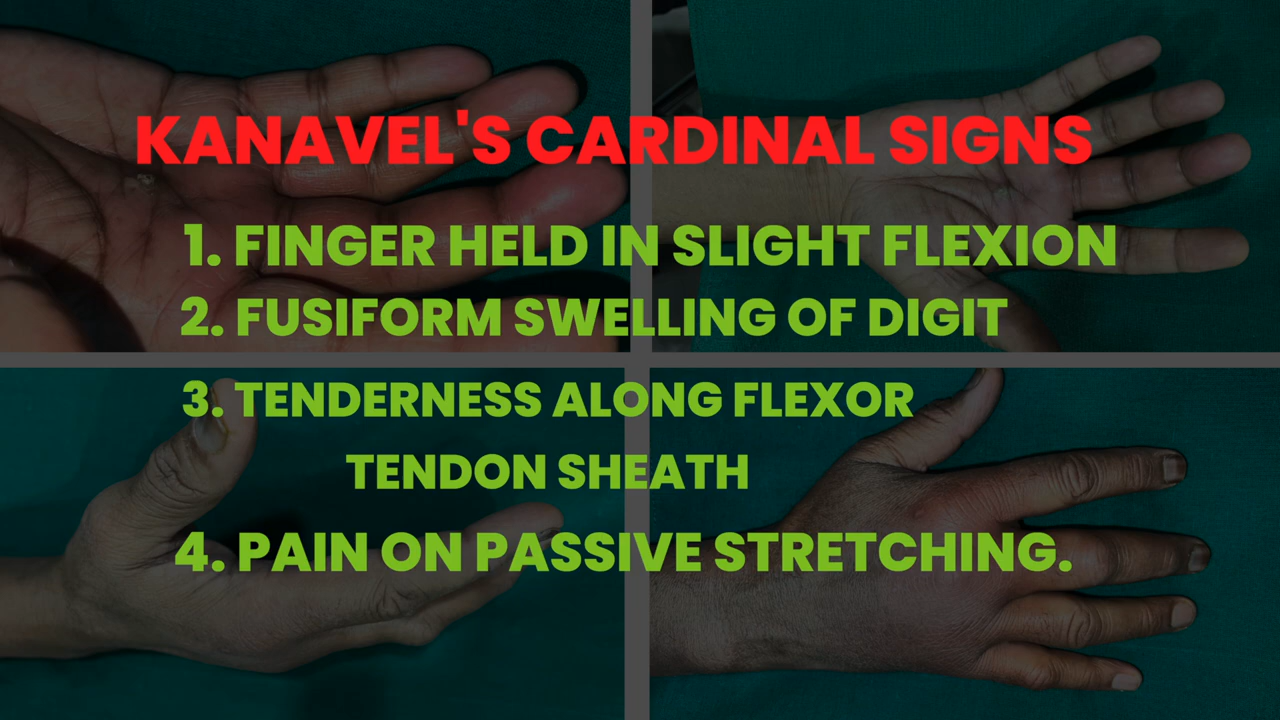 KANAVEL'S CARDINAL SIGNS
1. FINGER HELD IN SLIGHT FLEXION
2. FUSIFORM SWELLING OF DIGIT
3. TENDERNESS ALONG FLEXOR
TENDON SHEATH
4. PAIN ON PASSIVE STRETCHING.